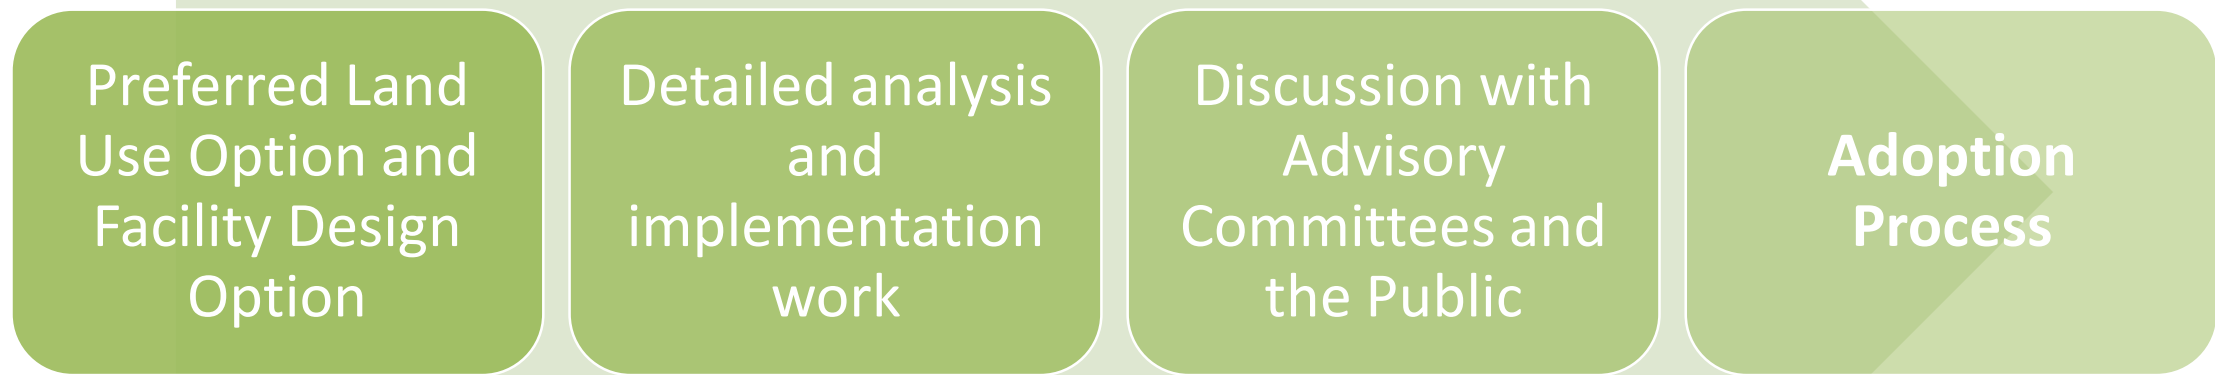 Preferred Land
Use Option and
Facility Design
Option
Detailed analysis
and
implementation
work
Discussion with
Advisory
Committees and
the Public
Adoption
Process